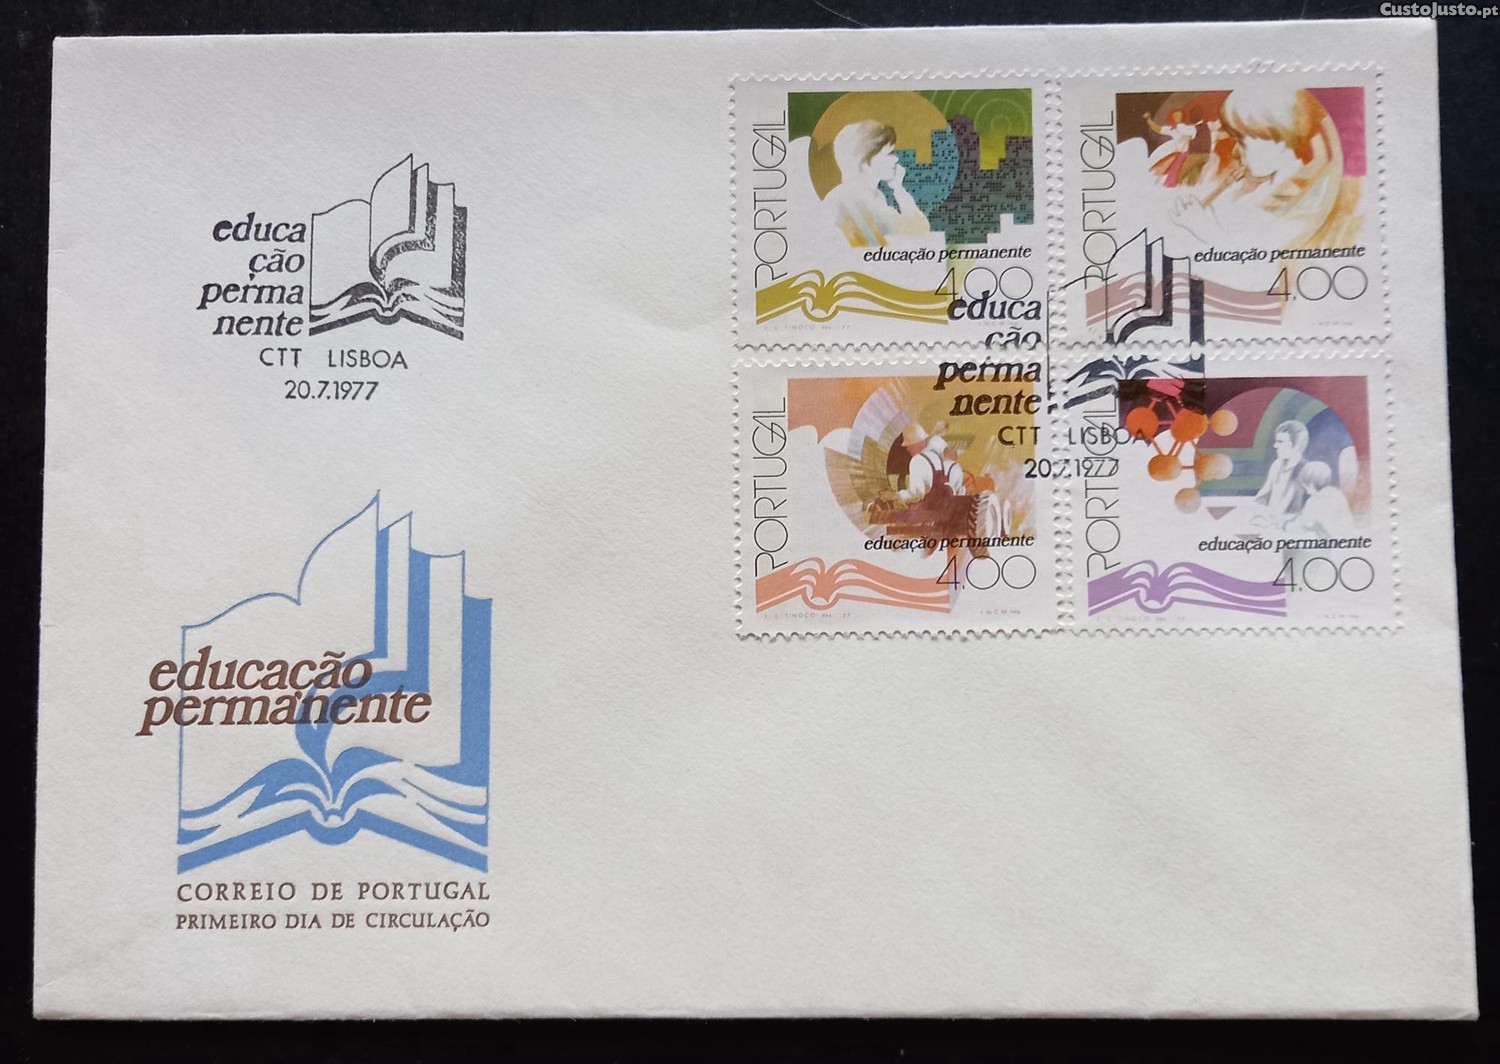 CustoJusto.pt
educa
ção
perma
nente
CTT LISBOA
20.7.1977
educação
permanente
CORREIO DE PORTUGAL
PRIMEIRO DIA DE CIRCULAÇÃO
PORTUGAL
educação permanente
4.00
PORTUGAL
educação permanente
4.00
educa
ção
perma
nente
CTT LISBOA
20.7.1977
PORTUGAL
educação permanente
4.00
PORTUGAL
educação permanente
4.00